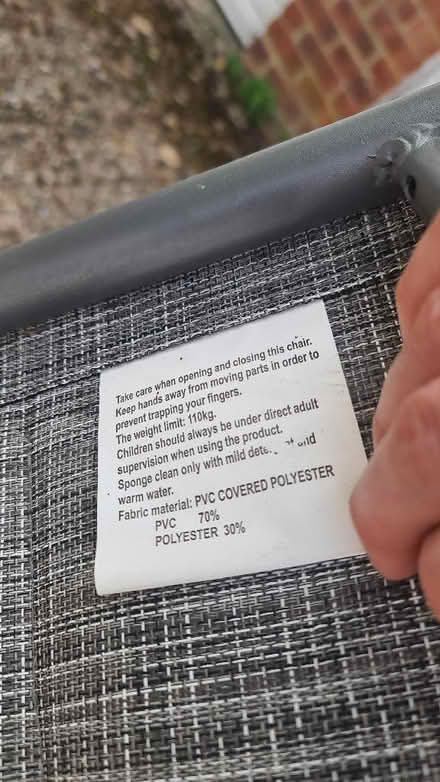 Take care when opening and closing this chair.
Keep hands away from moving parts in order to
prevent trapping your fingers.
The weight limit: 110kg.
Children should always be under direct adult
supervision when using the product.
Sponge clean only with mild
warm water.
Fabric material: PVC COVERED POLYESTER
PVC 70%
POLYESTER 30%